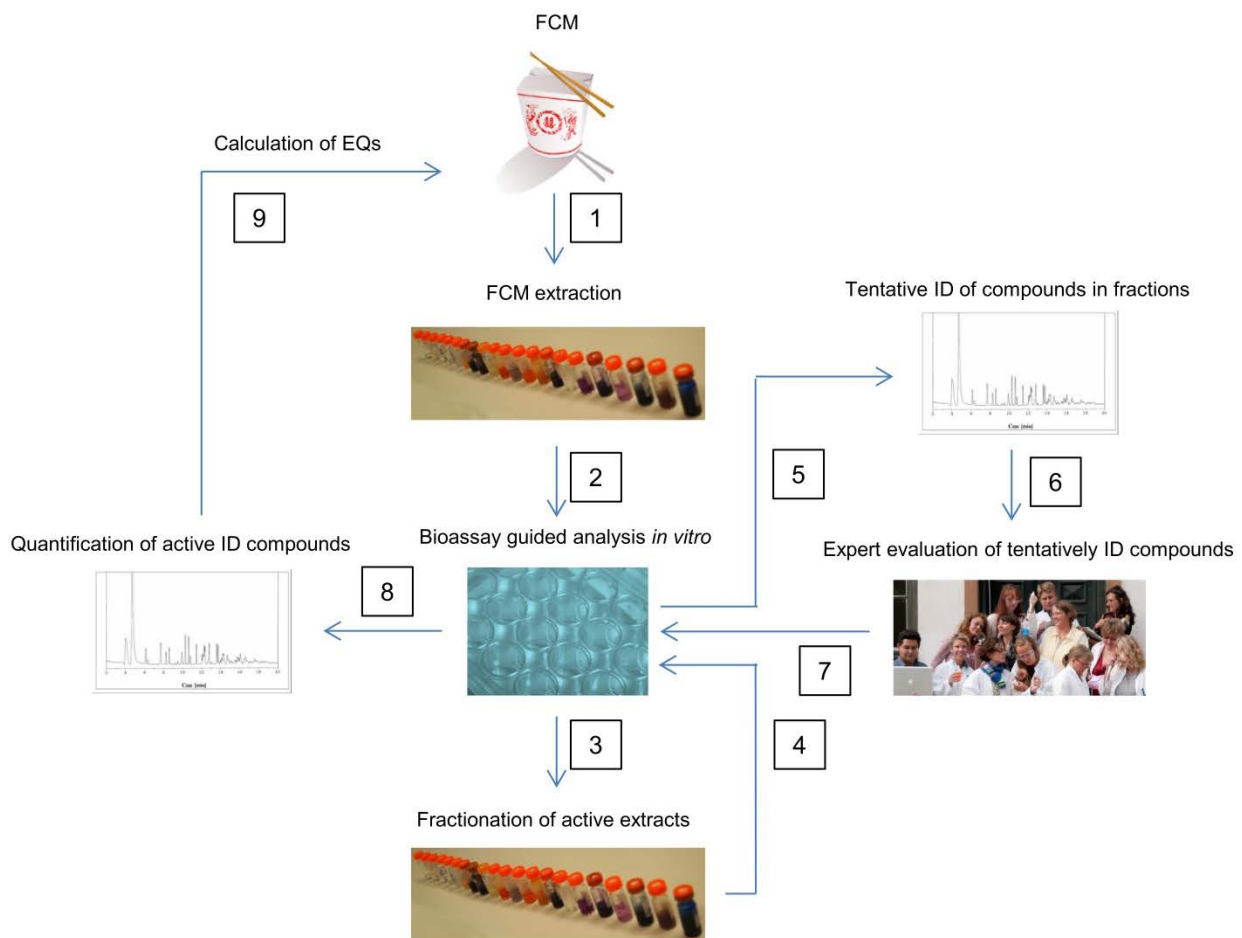 FCM
Calculation of EQs
9
1
FCM extraction
Tentative ID of compounds in fractions
2
5
6
Quantification of active ID compounds
Bioassay guided analysis in vitro
Expert evaluation of tentatively ID compounds
8
7
3
4
Fractionation of active extracts